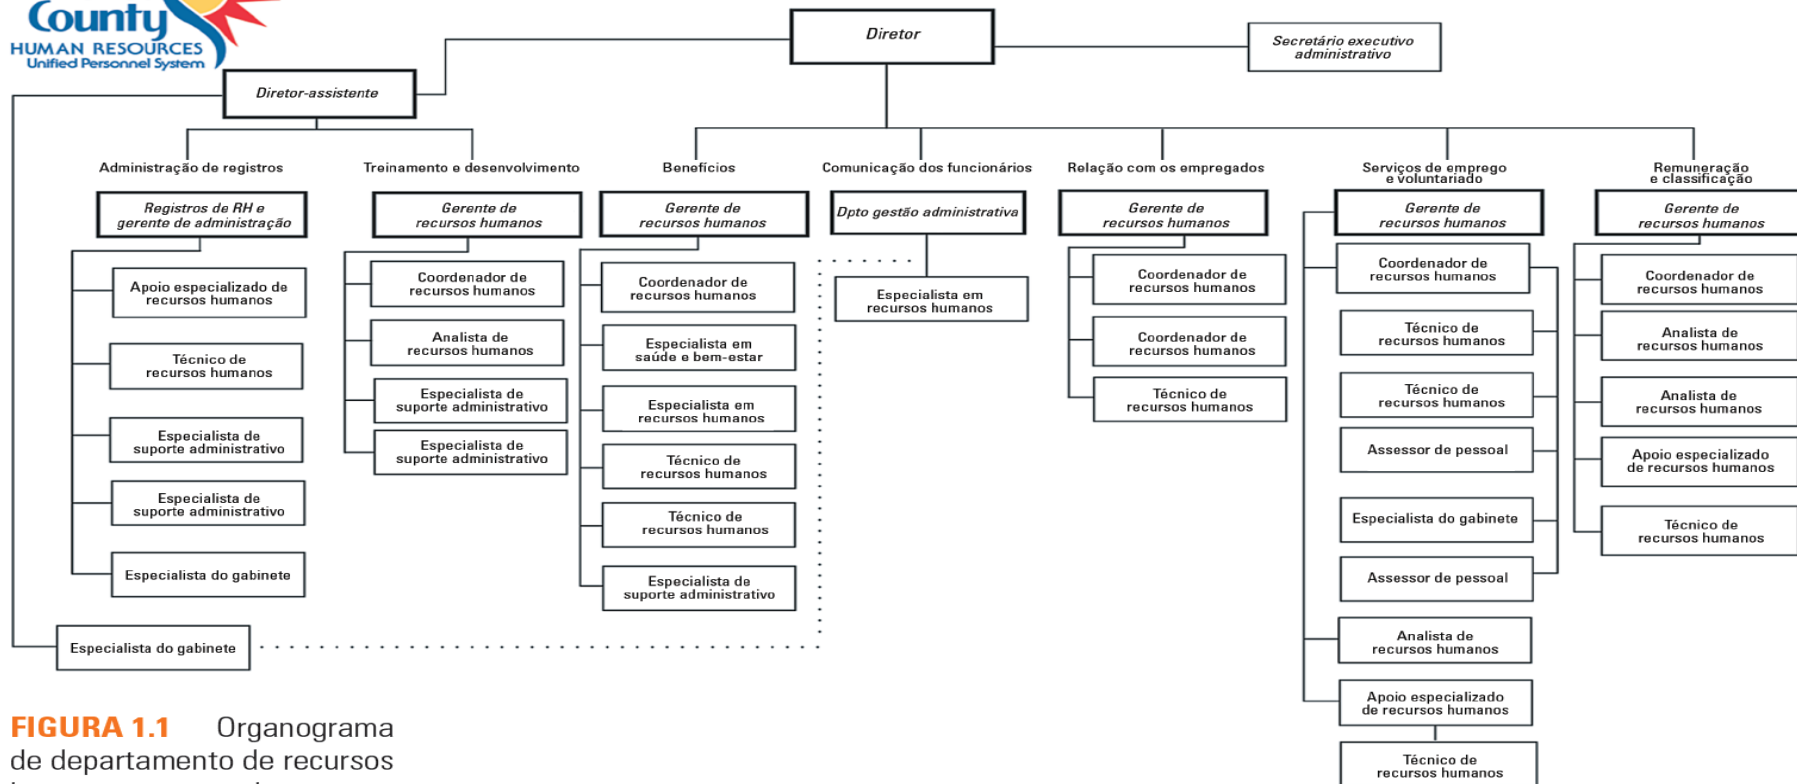 County
HUMAN RESOURCES
Unified Personnel System
Diretor
Secretário executivo
administrativo
Diretor-assistente
Administração de registros
Registros de RH e
gerente de administração
Apoio especializado de
recursos humanos
Técnico de
recursos humanos
Especialista de
suporte administrativo
Especialista de
suporte administrativo
Especialista do gabinete
Especialista do gabinete
Treinamento e desenvolvimento
Gerente de
recursos humanos
Coordenador de
recursos humanos
Analista de
recursos humanos
Especialista de
suporte administrativo
Especialista de
suporte administrativo
Benefícios
Gerente de
recursos humanos
Coordenador de
recursos humanos
Especialista em
saúde e bem-estar
Especialista em
recursos humanos
Técnico de
recursos humanos
Técnico de
recursos humanos
Especialista de
suporte administrativo
Comunicação dos funcionários
Dpto gestão administrativa
Especialista em
recursos humanos
Relação com os empregados
Gerente de
recursos humanos
Coordenador de
recursos humanos
Coordenador de
recursos humanos
Técnico de
recursos humanos
Serviços de emprego
e voluntariado
Gerente de
recursos humanos
Coordenador de
recursos humanos
Técnico de
recursos humanos
Técnico de
recursos humanos
Assessor de pessoal
Especialista do gabinete
Assessor de pessoal
Analista de
recursos humanos
Apoio especializado
de recursos humanos
Técnico de
recursos humanos
Remuneração
e classificação
Gerente de
recursos humanos
Coordenador de
recursos humanos
Analista de
recursos humanos
Analista de
recursos humanos
Apoio especializado
de recursos humanos
Técnico de
recursos humanos
FIGURA 1.1 Organograma
de departamento de recursos